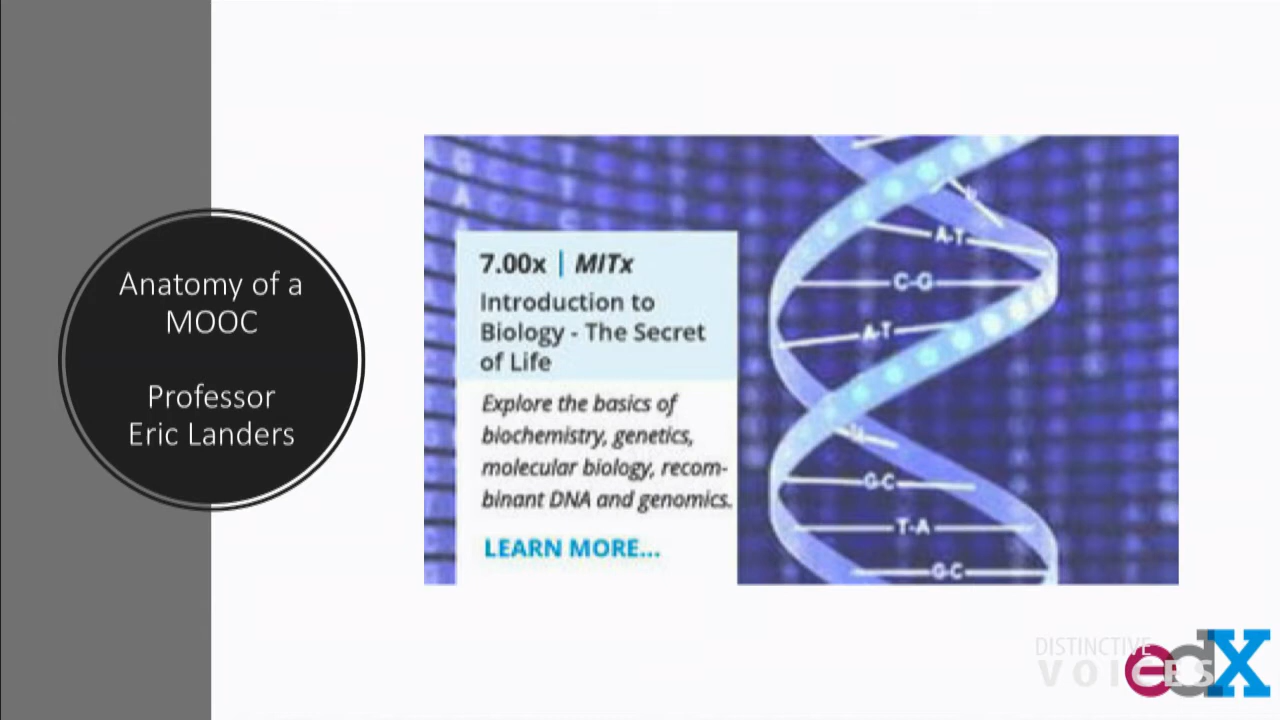 Anatomy of a
MOOC
Professor
Eric Landers
7.00x | MITx
Introduction to
Biology - The Secret
of Life
Explore the basics of
biochemistry, genetics,
molecular biology, recom-
binant DNA and genomics.
LEARN MORE...
A-T
C-G
A-T
G-C
T-A
G-C
DISTINCTIVE
VOICES
edX